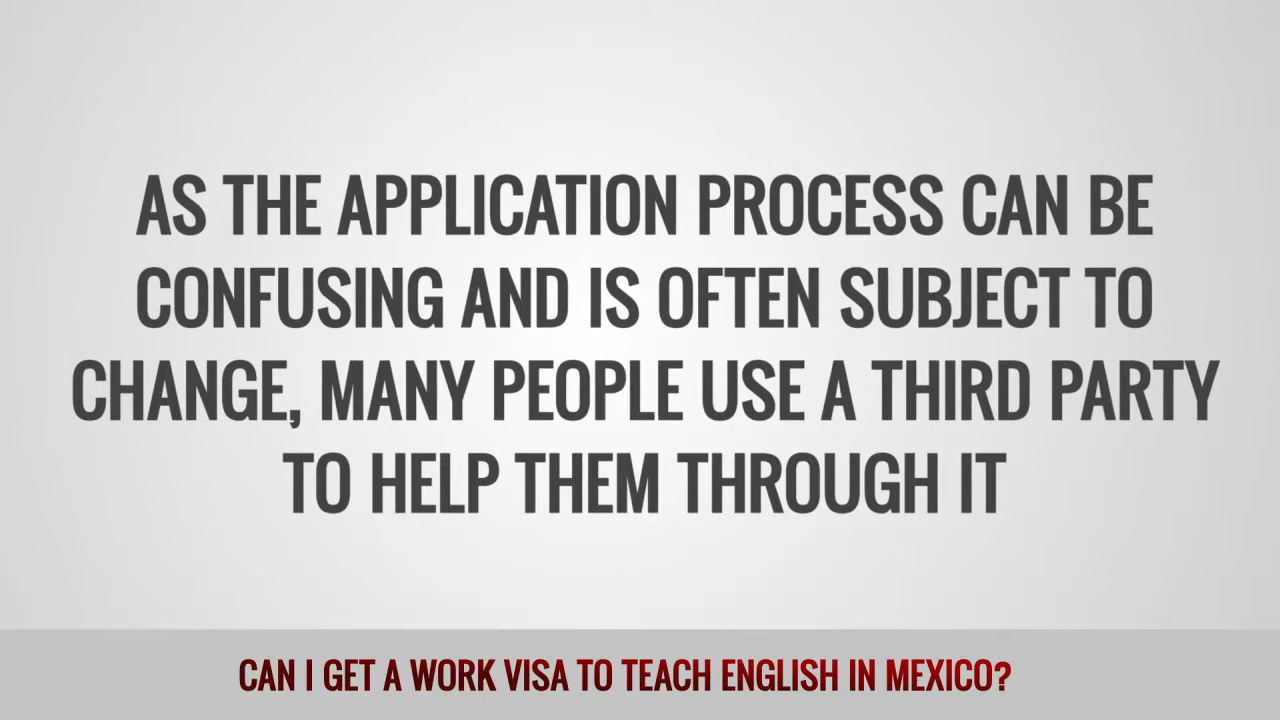 AS THE APPLICATION PROCESS CAN BE
CONFUSING AND IS OFTEN SUBJECT TO
CHANGE, MANY PEOPLE USE A THIRD PARTY
TO HELP THEM THROUGH IT
CAN I GET A WORK VISA TO TEACH ENGLISH IN MEXICO?